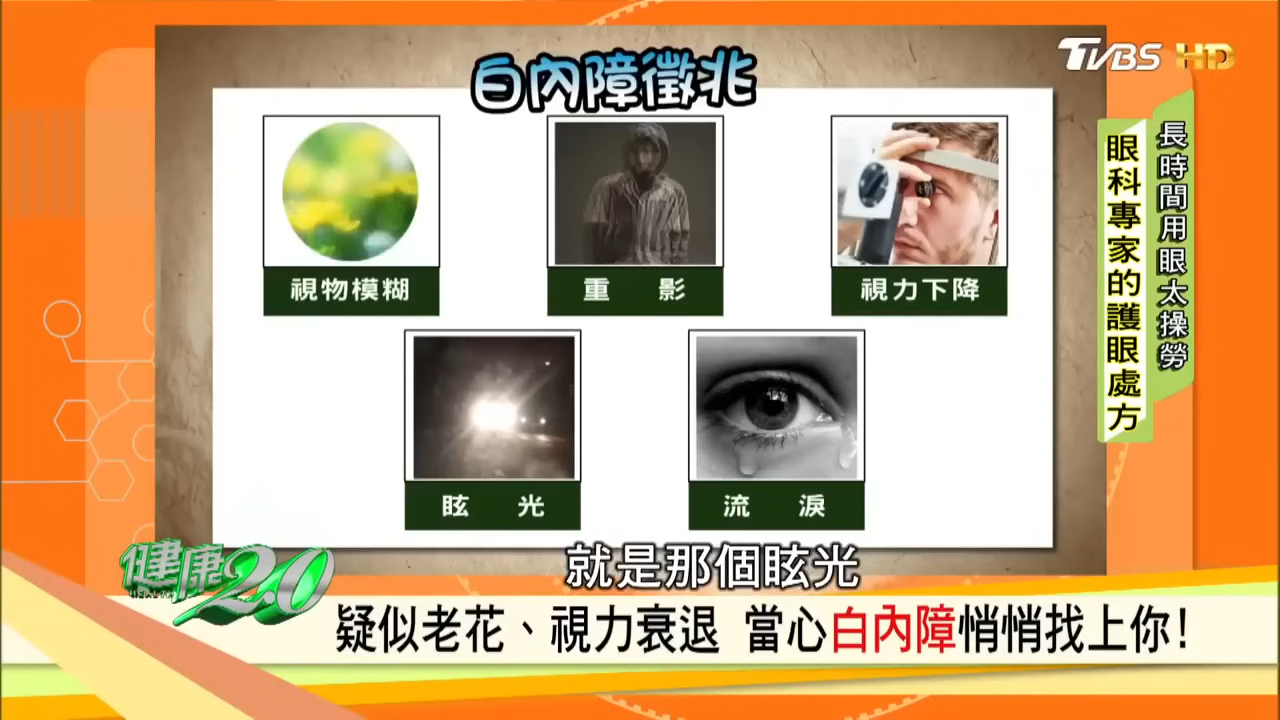 TVBS HD
白內障徵兆
長時間用眼太操勞
眼科專家的護眼處方
視物模糊
重影
視力下降
眩光
流淚
就是那個眩光
健康2.0
HEALTH
疑似老花、視力衰退 當心白內障悄悄找上你!